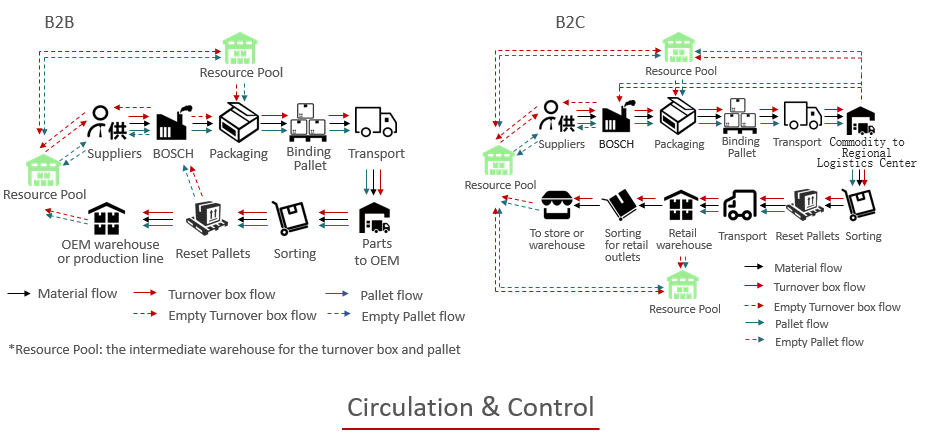 B2B
Resource Pool
供
Suppliers
BOSCH
Packaging
Binding
Pallet
Transport
Resource Pool
OEM warehouse
or production line
Reset Pallets
Sorting
Parts
to OEM
Material flow
Turnover box flow
Pallet flow
Empty Turnover box flow
Empty Pallet flow
*Resource Pool: the intermediate warehouse for the turnover box and pallet
B2C
Resource Pool
供
Suppliers
BOSCH
Packaging
Binding
Pallet
Transport
Commodity to
Regional
Logistics Center
Resource Pool
To store or
warehouse
Sorting
for retail
outlets
Retail
warehouse
Transport
Reset Pallets
Sorting
Resource Pool
Material flow
Turnover box flow
Empty Turnover box flow
Pallet flow
Empty Pallet flow
Circulation & Control